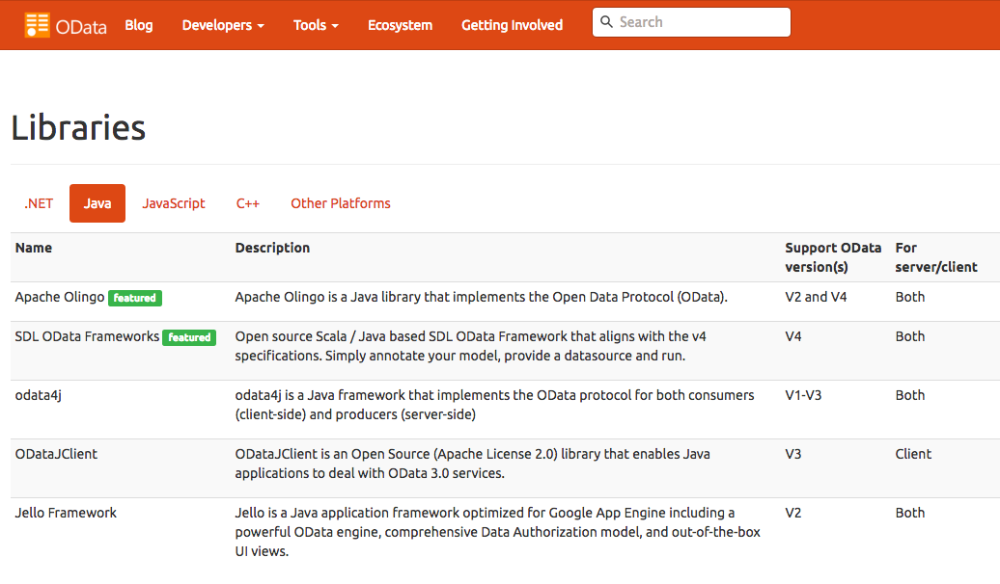 OData Blog Developers Tools Ecosystem Getting Involved Search
Libraries
.NET Java JavaScript C++ Other Platforms
Name Description Support OData For
version(s) server/client
Apache Olingo featured Apache Olingo is a Java library that implements the Open Data Protocol (OData). V2 and V4 Both
SDL OData Frameworks featured Open source Scala / Java based SDL OData Framework that aligns with the v4 V4 Both
specifications. Simply annotate your model, provide a datasource and run.
odata4j odata4j is a Java framework that implements the OData protocol for both consumers V1-V3 Both
(client-side) and producers (server-side)
ODataJClient ODataJClient is an Open Source (Apache License 2.0) library that enables Java V3 Client
applications to deal with OData 3.0 services.
Jello Framework Jello is a Java application framework optimized for Google App Engine including a V2 Both
powerful OData engine, comprehensive Data Authorization model, and out-of-the-box
UI views.